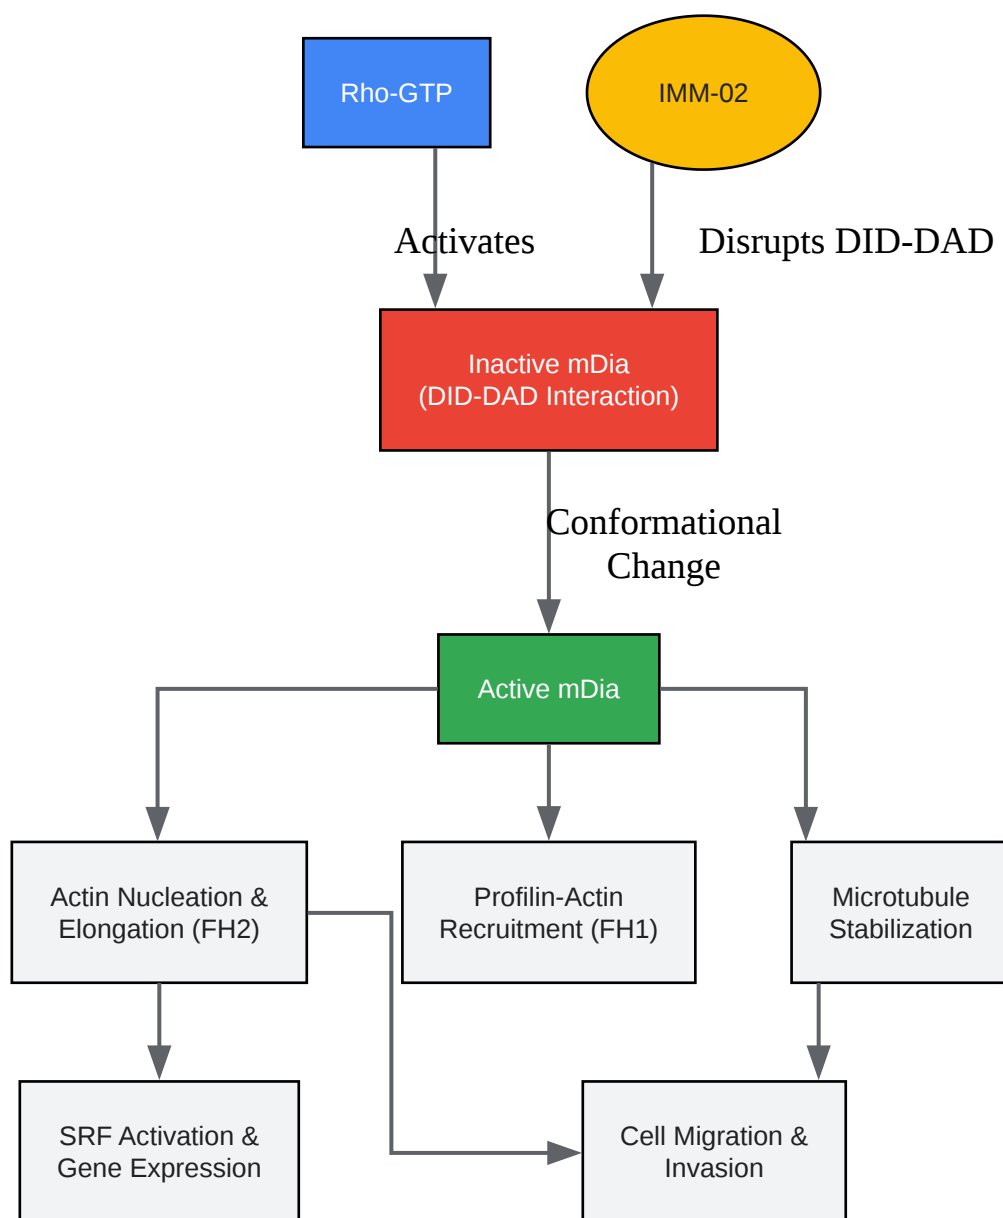 Rho-GTP
IMM-02
Activates
Disrupts DID-DAD
Inactive mDia
(DID-DAD Interaction)
Conformational
Change
Active mDia
Actin Nucleation &
Elongation (FH2)
Profilin-Actin
Recruitment (FH1)
Microtubule
Stabilization
SRF Activation &
Gene Expression
Cell Migration &
Invasion